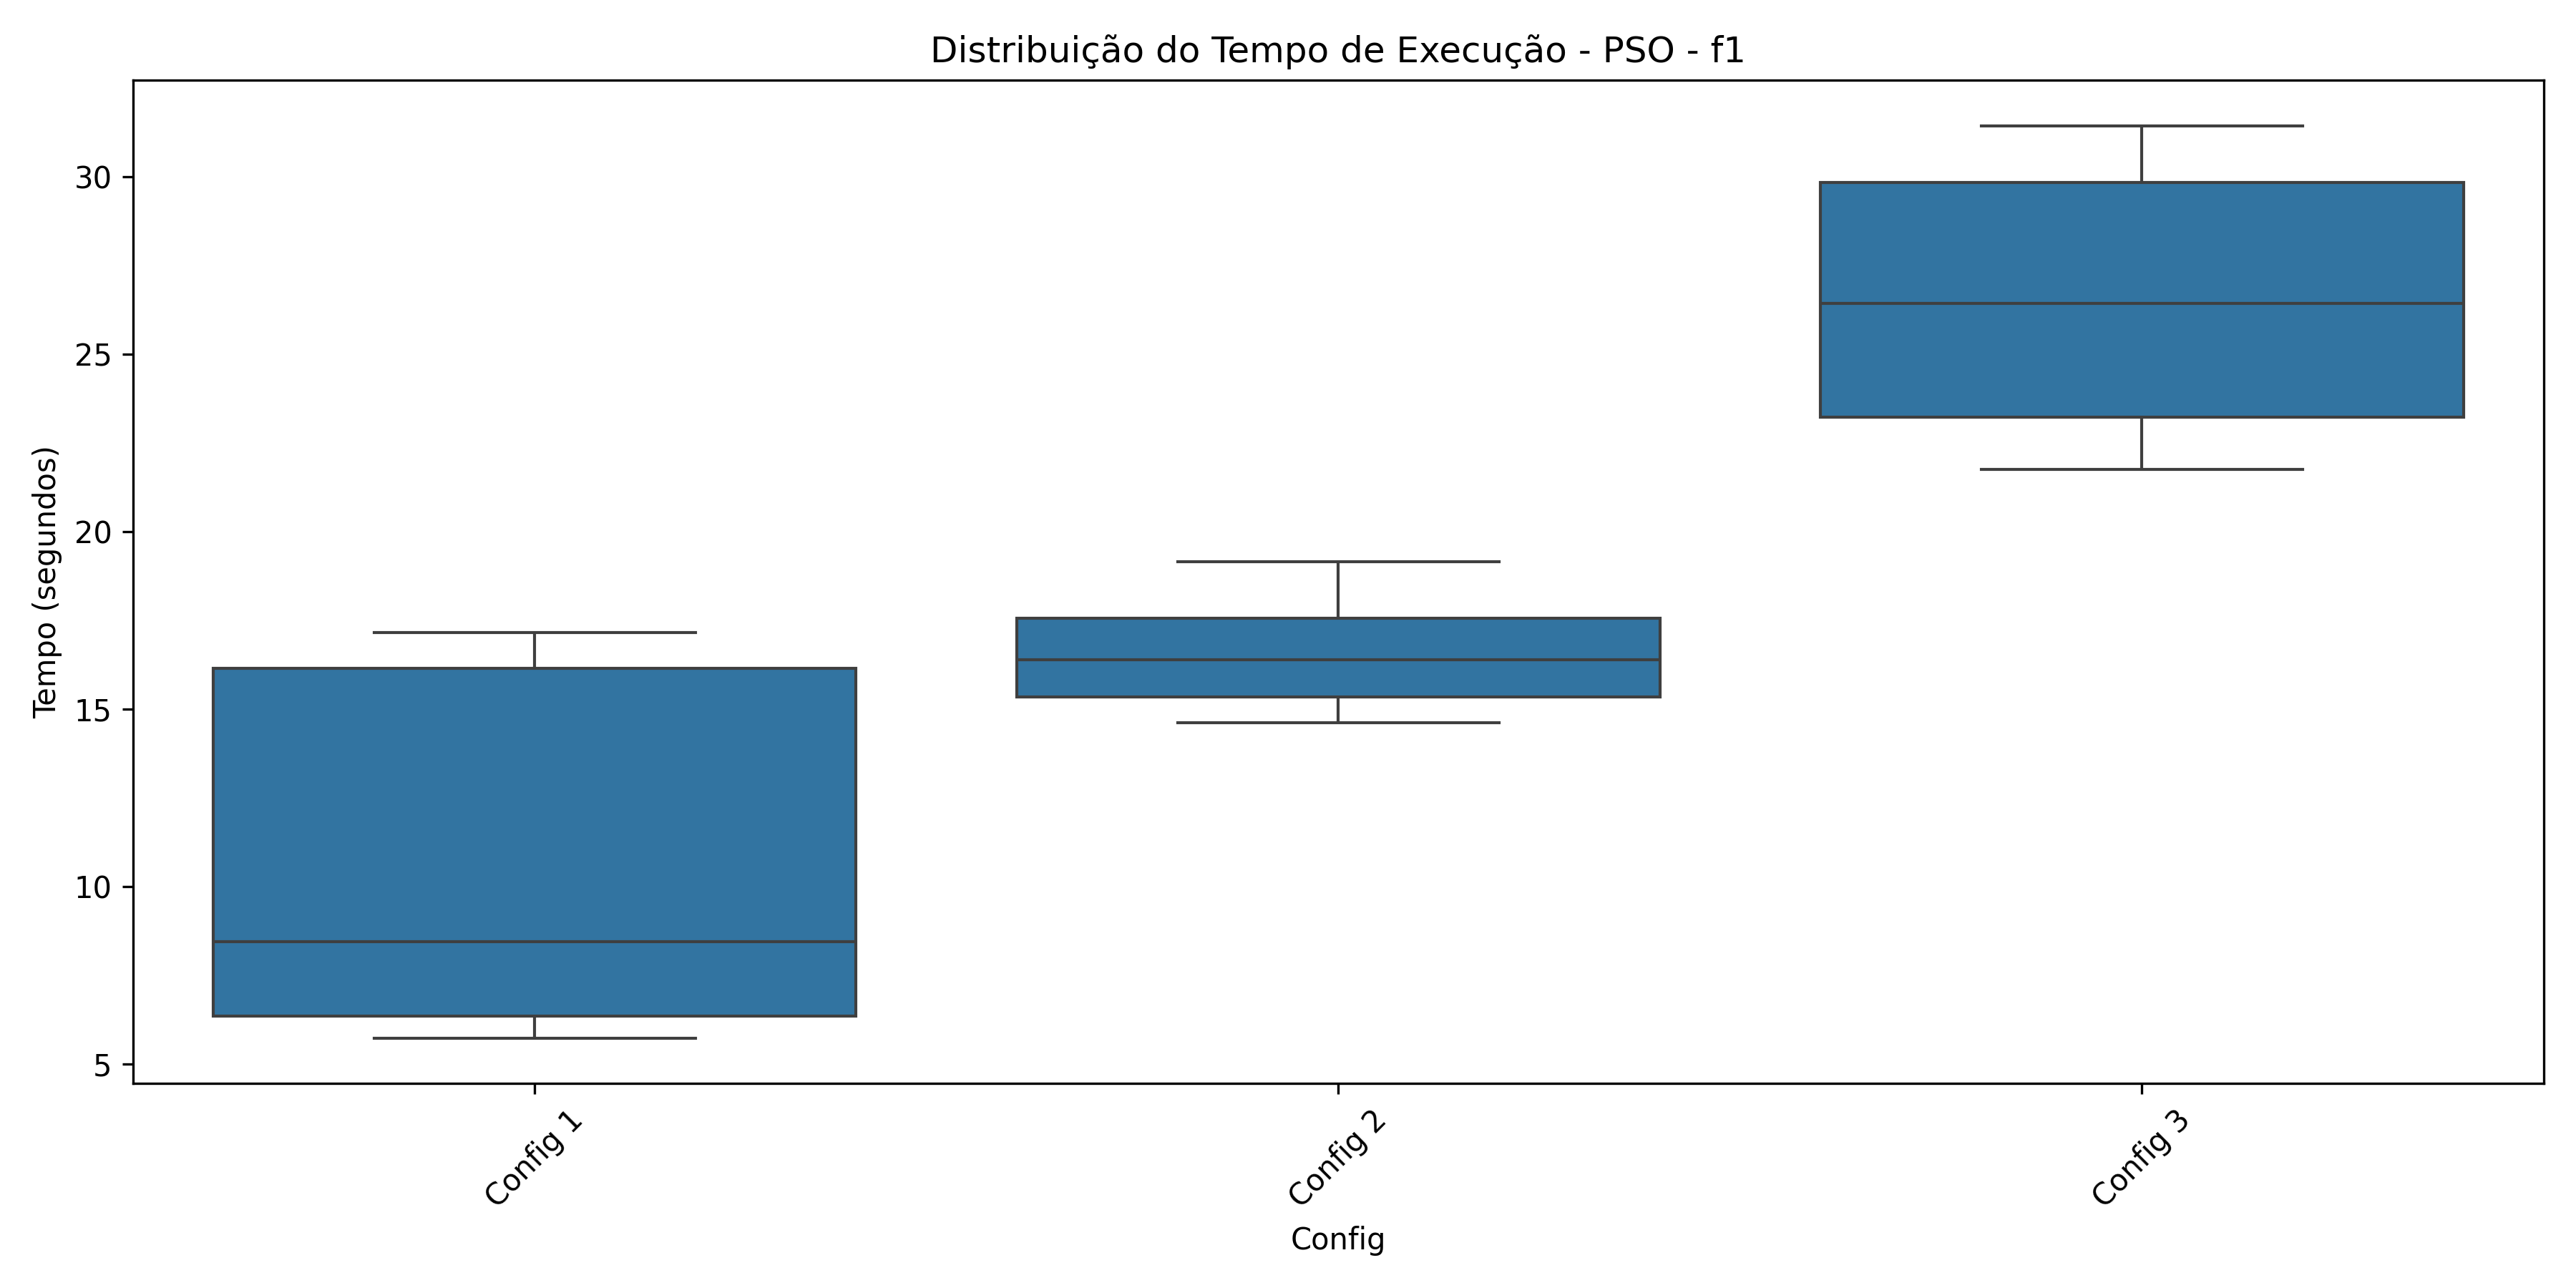 Distribuição do Tempo de Execução - PSO - f1
Tempo (segundos)
30
25
20
15
10
5
Config 1
Config 2
Config 3
Config